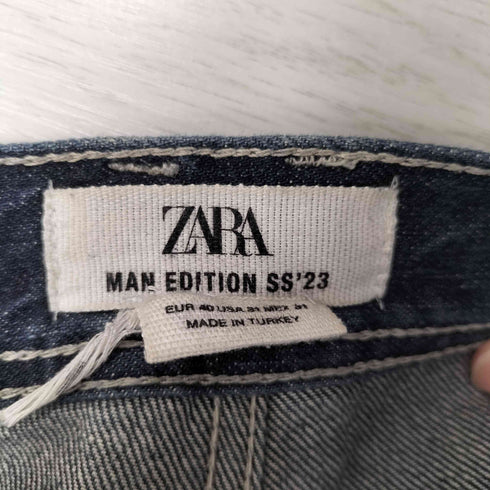 ZARA
MAN EDITION SS'23
EUR 40 USA 31 MEX 31
MADE IN TURKEY